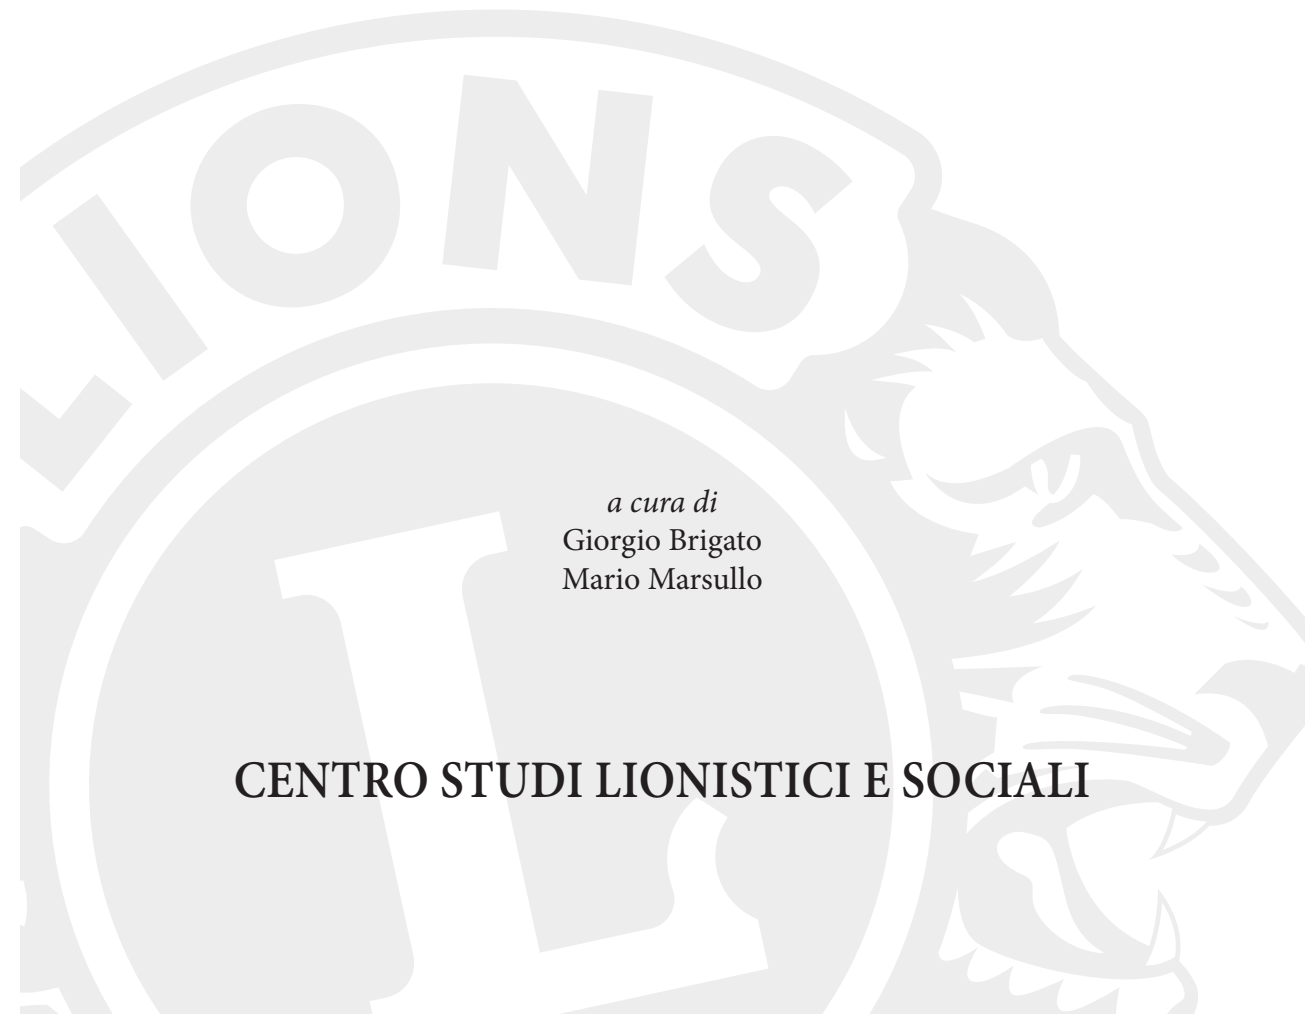 LIONS
a cura di
Giorgio Brigato
Mario Marsullo
CENTRO STUDI LIONISTICI E SOCIALI
L